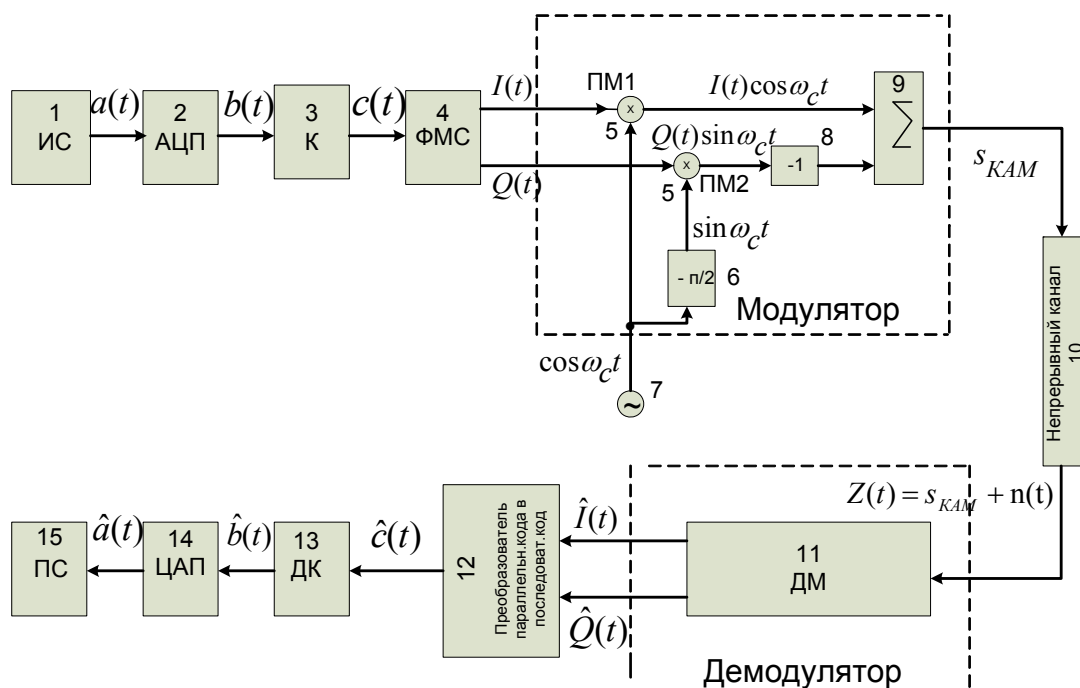 1
ИС
a(t)
2
АЦП
b(t)
3
К
c(t)
4
ФМС
I(t)
Q(t)
ПМ1
x
5
I(t)cosω_c t
Q(t)sinω_c t
x
5
ПМ2
-1
8
9
∑
sinω_c t
- п/2
6
Модулятор
cosω_c t
~
7
s_КАМ
Непрерывный канал
10
Z(t) = s_КАМ + n(t)
15
ПС
â(t)
14
ЦАП
b̂(t)
13
ДК
ĉ(t)
12
Преобразователь
параллельн.кода в
последоват.код
Î(t)
Q̂(t)
11
ДМ
Демодулятор